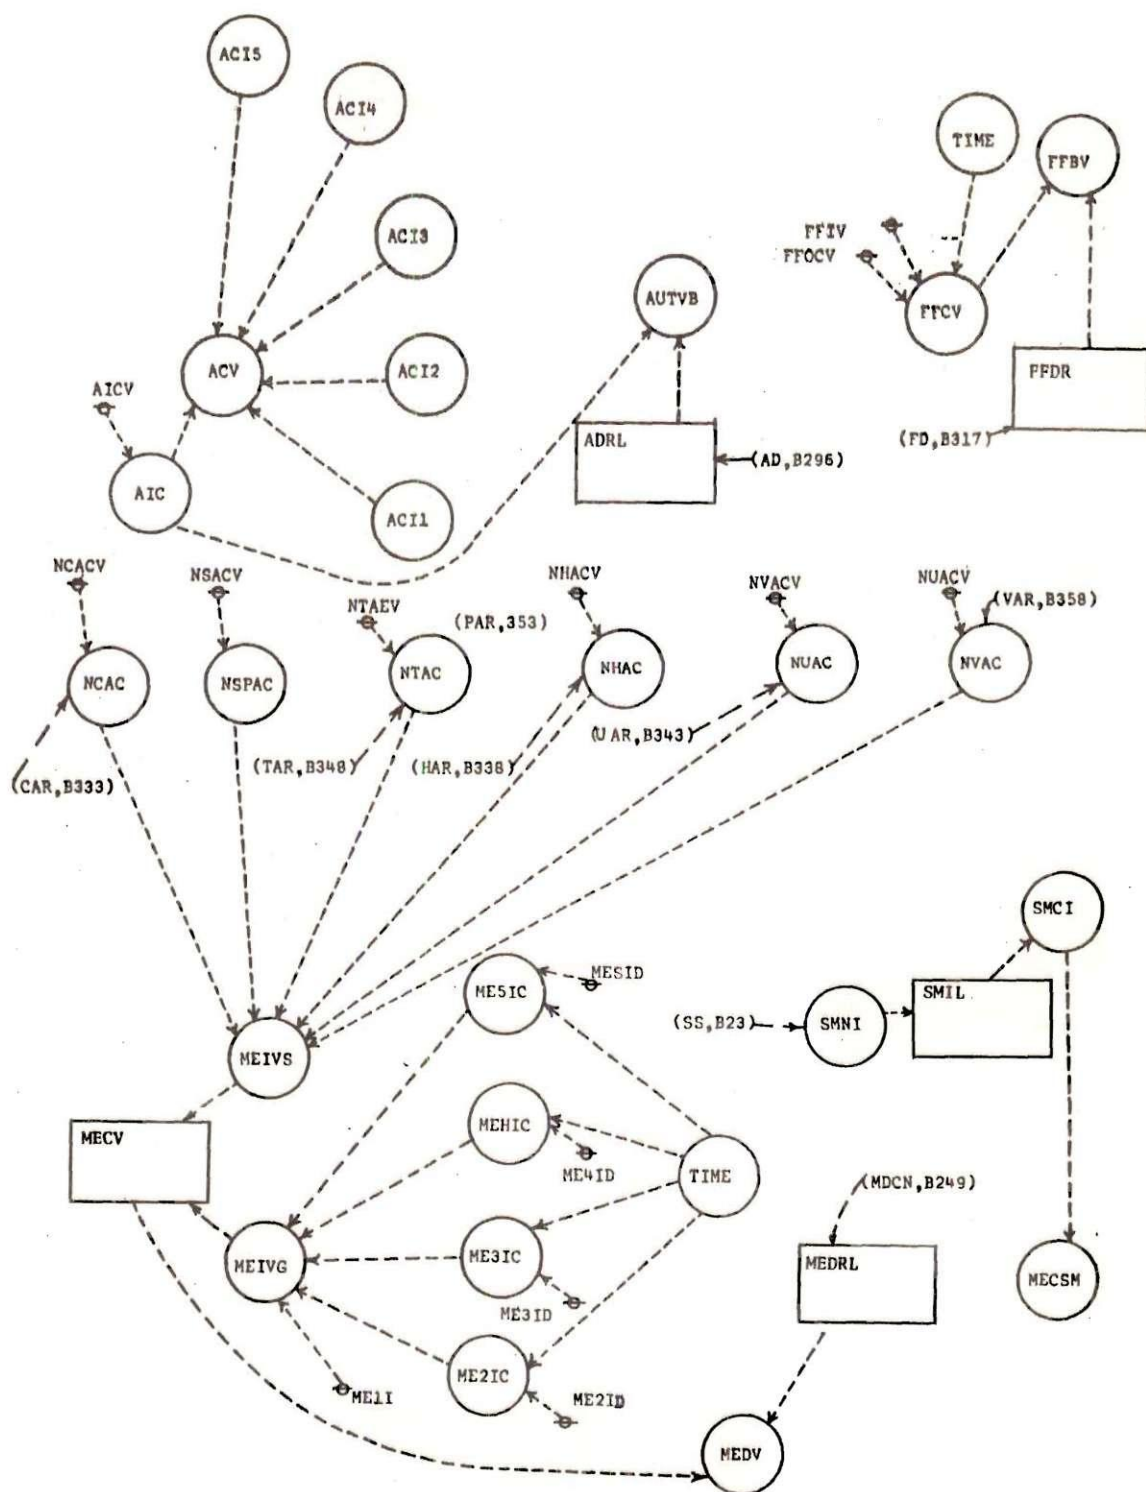 ACI5
ACI4
TIME
FFBV
ACI3
FFIV
FFOCV
AUTVB
FFCV
ACV
ACI2
FFDR
AICV
ADRL
(FD,B317)
(AD,B296)
AIC
ACI1
NCACV
NSACV
NHACV
NVACV
NUACV
NTAEV
(PAR,353)
(VAR,B358)
NCAC
NSPAC
NTAC
NHAC
NUAC
NVAC
(UAR,B343)
(TAR,B348)
(HAR,B338)
(CAR,B333)
SMCI
ME5IC
MESID
SMIL
(SS,B23)
SMNI
MEIVS
MEHIC
MECV
ME4ID
TIME
(MDCN,B249)
MEIVG
ME3IC
MEDRL
MECSM
ME3ID
ME2IC
ME1I
ME2ID
MEDV